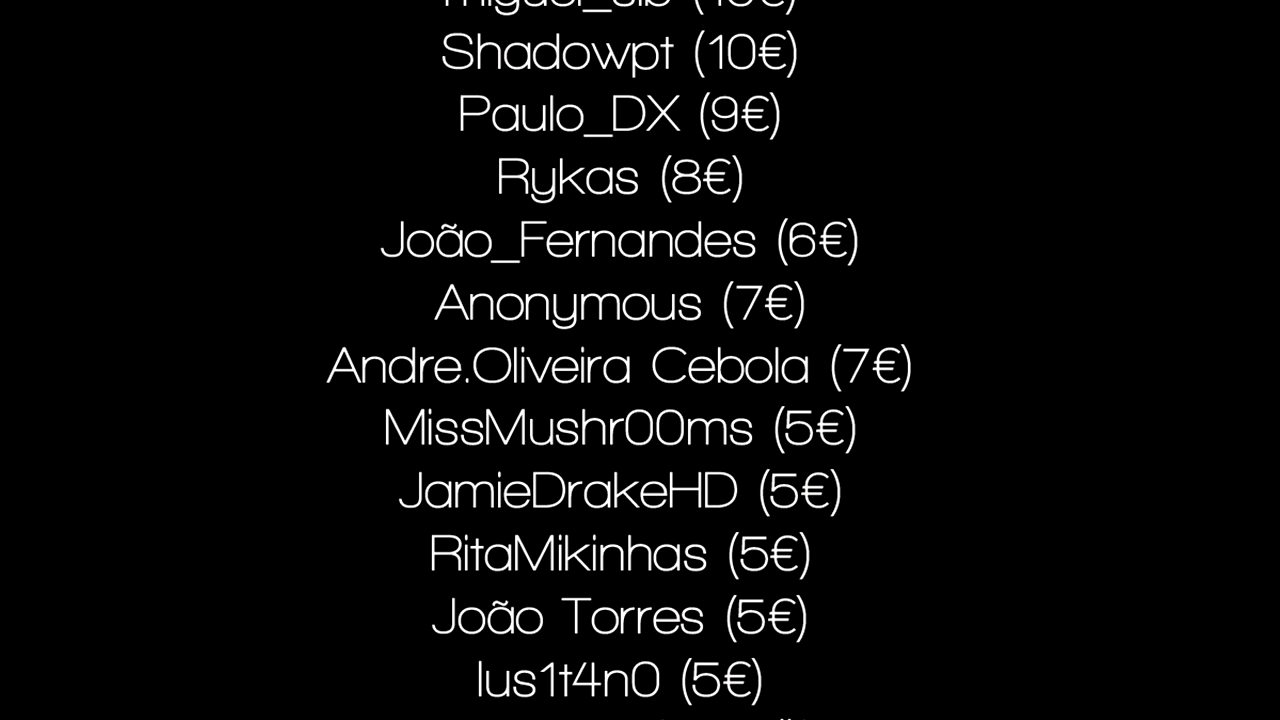 Shadowpt (10€)
Paulo_DX (9€)
Rykas (8€)
João_Fernandes (6€)
Anonymous (7€)
Andre.Oliveira Cebola (7€)
MissMushr00ms (5€)
JamieDrakeHD (5€)
RitaMikinhas (5€)
João Torres (5€)
lus1t4n0 (5€)